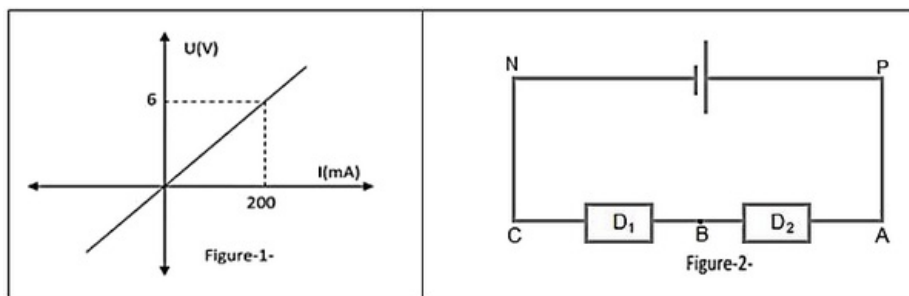 U(V)
6
I(mA)
200
Figure-1-
N
P
C
D₁
B
D₂
A
Figure-2-